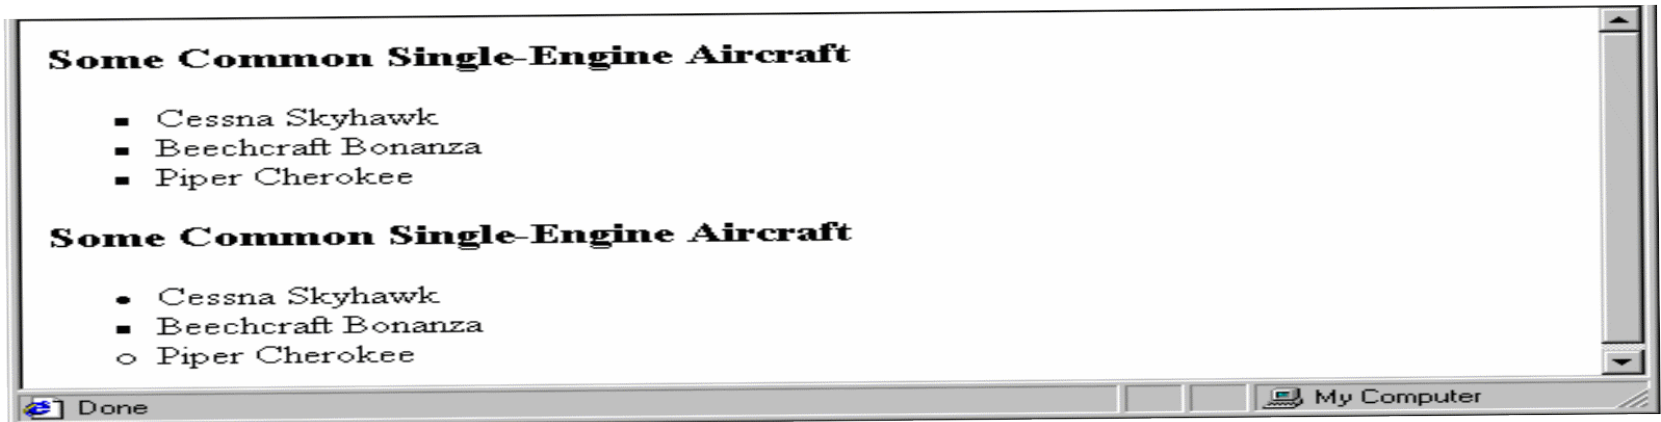 Some Common Single-Engine Aircraft
▪ Cessna Skyhawk
▪ Beechcraft Bonanza
▪ Piper Cherokee
Some Common Single-Engine Aircraft
• Cessna Skyhawk
▪ Beechcraft Bonanza
○ Piper Cherokee
Done
My Computer